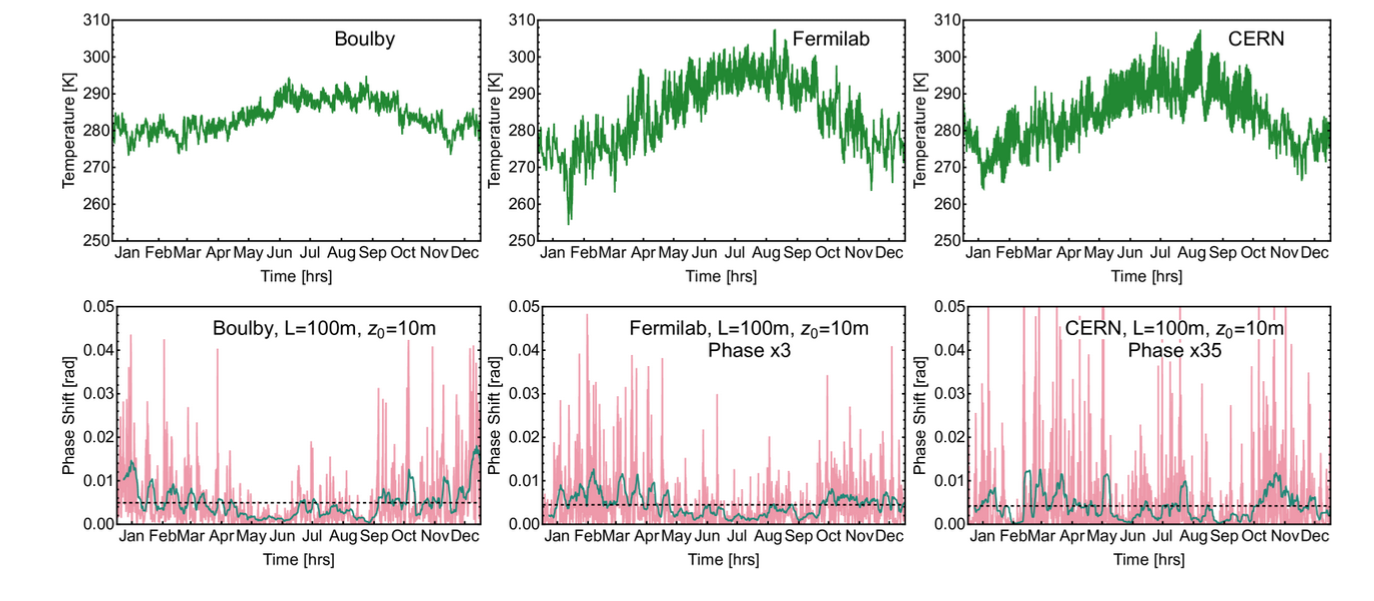 310
300
290
280
270
260
250
Temperature [K]
Boulby
Jan Feb Mar Apr May Jun Jul Aug Sep Oct Nov Dec
Time [hrs]
310
300
290
280
270
260
250
Temperature [K]
Fermilab
Jan Feb Mar Apr May Jun Jul Aug Sep Oct Nov Dec
Time [hrs]
310
300
290
280
270
260
250
Temperature [K]
CERN
Jan Feb Mar Apr May Jun Jul Aug Sep Oct Nov Dec
Time [hrs]
0.05
0.04
0.03
0.02
0.01
0.00
Phase Shift [rad]
Boulby, L=100m, z₀=10m
Jan Feb Mar Apr May Jun Jul Aug Sep Oct Nov Dec
Time [hrs]
0.05
0.04
0.03
0.02
0.01
0.00
Phase Shift [rad]
Fermilab, L=100m, z₀=10m
Phase x3
Jan Feb Mar Apr May Jun Jul Aug Sep Oct Nov Dec
Time [hrs]
0.05
0.04
0.03
0.02
0.01
0.00
Phase Shift [rad]
CERN, L=100m, z₀=10m
Phase x35
Jan Feb Mar Apr May Jun Jul Aug Sep Oct Nov Dec
Time [hrs]